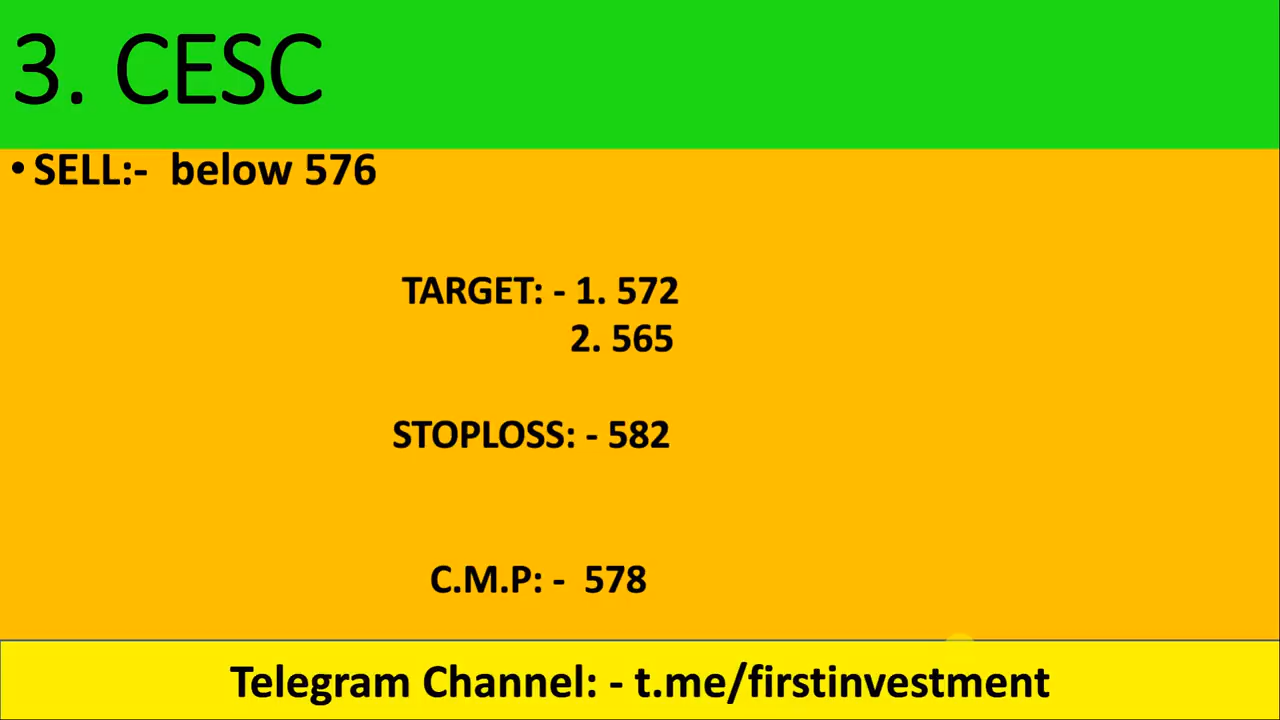 3. CESC
• SELL:- below 576
TARGET: - 1. 572
2. 565
STOPLOSS: - 582
C.M.P: - 578
Telegram Channel: - t.me/firstinvestment